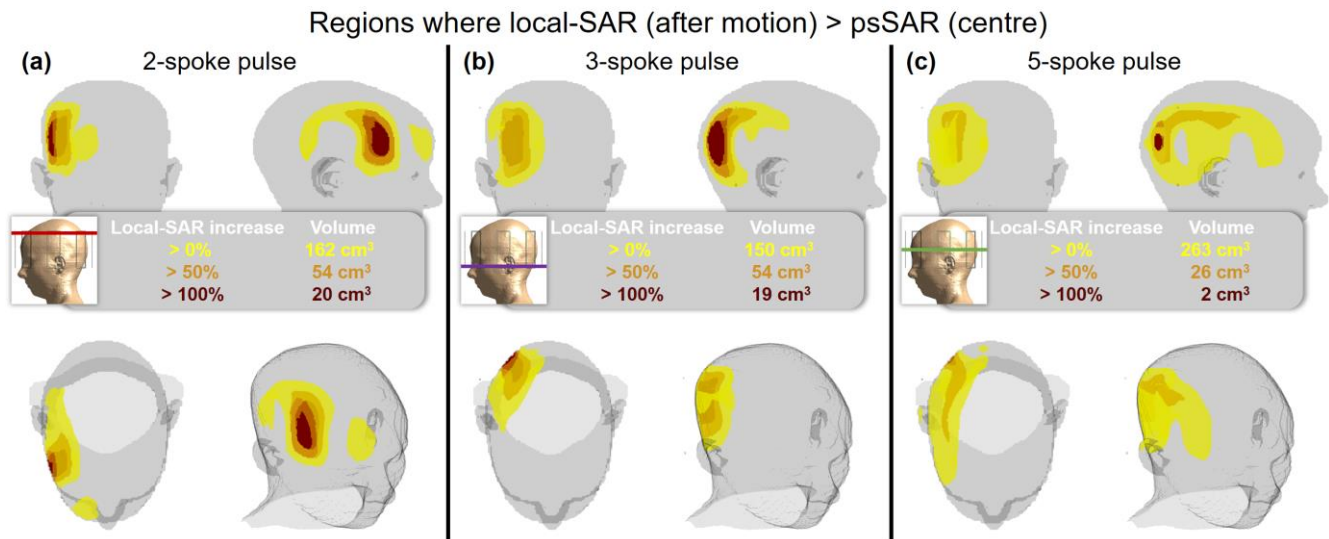 Regions where local-SAR (after motion) > psSAR (centre)
(a) 2-spoke pulse
Local-SAR increase Volume
> 0% 162 cm³
> 50% 54 cm³
> 100% 20 cm³
(b) 3-spoke pulse
Local-SAR increase Volume
> 0% 150 cm³
> 50% 54 cm³
> 100% 19 cm³
(c) 5-spoke pulse
Local-SAR increase Volume
> 0% 263 cm³
> 50% 26 cm³
> 100% 2 cm³